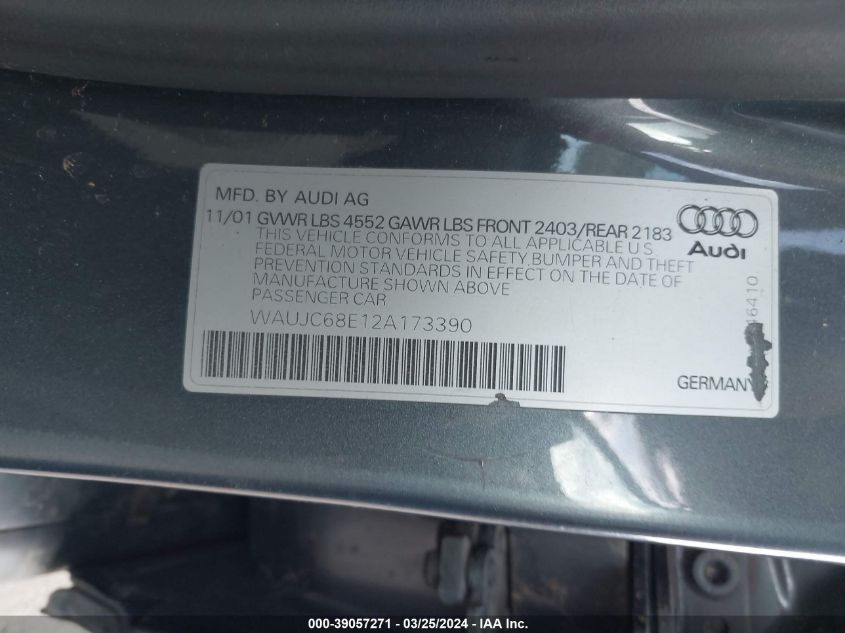 MFD. BY AUDI AG
11/01 GVWR LBS 4552 GAWR LBS FRONT 2403/REAR 2183
THIS VEHICLE CONFORMS TO ALL APPLICABLE U S
FEDERAL MOTOR VEHICLE SAFETY BUMPER AND THEFT
PREVENTION STANDARDS IN EFFECT ON THE DATE OF
MANUFACTURE SHOWN ABOVE
PASSENGER CAR
WAUJC68E12A173390
Audi
GERMANY
000-39057271 - 03/25/2024 - IAAI.com.